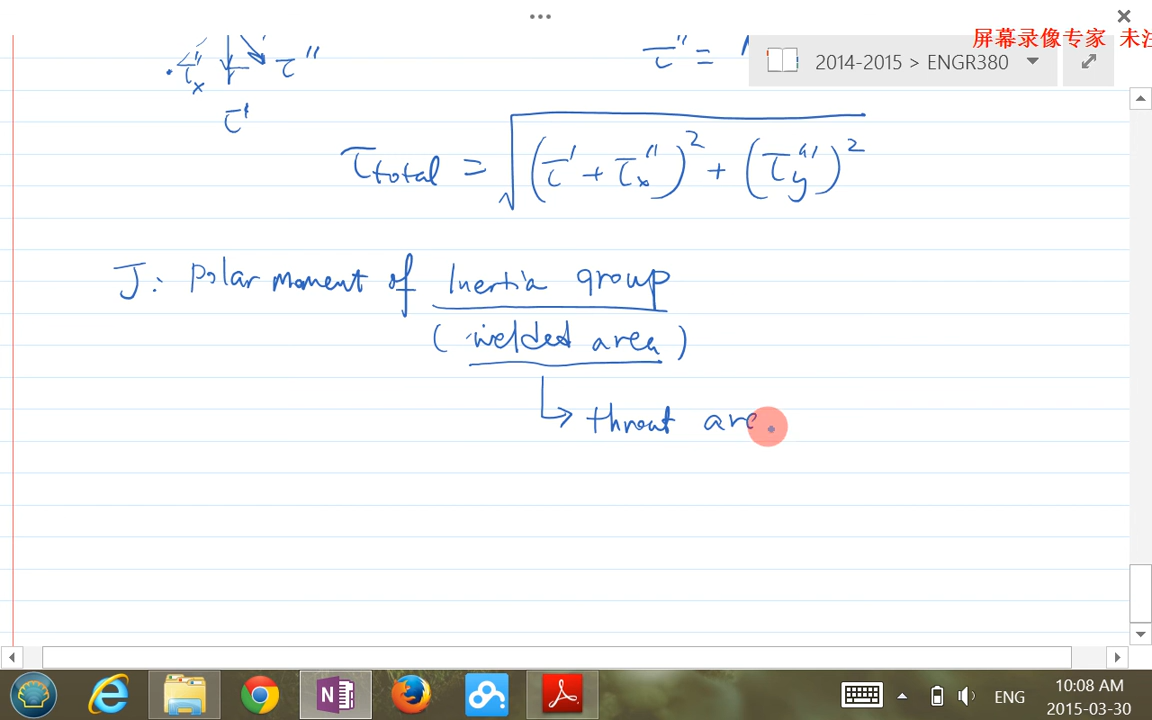 屏幕录像专家 未
2014-2015 > ENGR380
τ'' =
τ''
τ''x
τ'
τtotal = √((τ' + τ''x)² + (τ''y)²)
J: Polar moment of Inertia group
(welded area)
↳ throat are
ENG
10:08 AM
2015-03-30